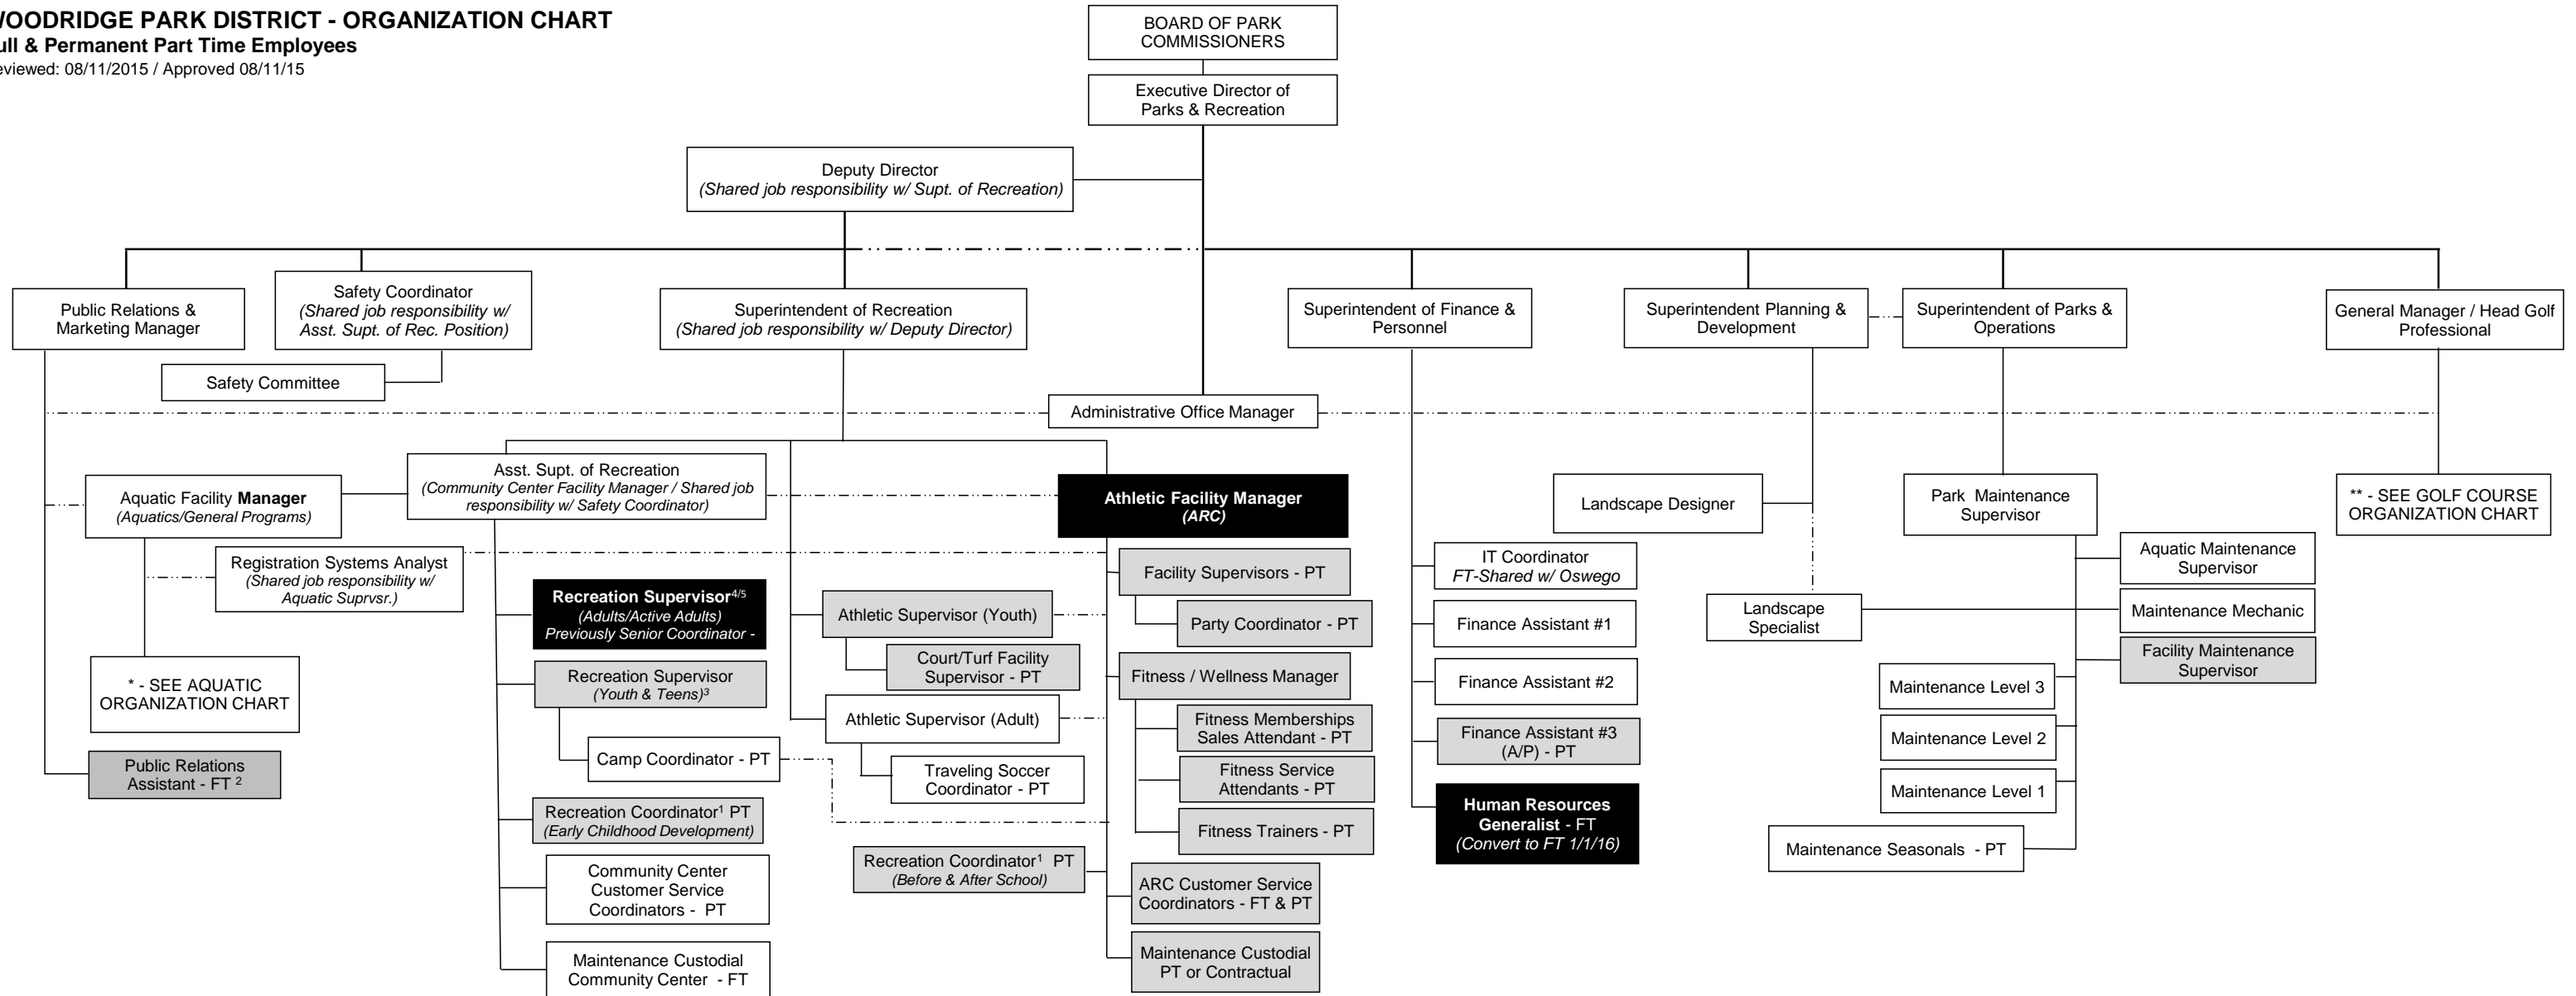 WOODRIDGE PARK DISTRICT - ORGANIZATION CHART
ull & Permanent Part Time Employees
eviewed: 08/11/2015 / Approved 08/11/15
BOARD OF PARK
COMMISSIONERS
Executive Director of
Parks & Recreation
Deputy Director
(Shared job responsibility w/ Supt. of Recreation)
Public Relations &
Marketing Manager
Safety Coordinator
(Shared job responsibility w/
Asst. Supt. of Rec. Position)
Superintendent of Recreation
(Shared job responsibility w/ Deputy Director)
Superintendent of Finance &
Personnel
Superintendent Planning &
Development
Superintendent of Parks &
Operations
General Manager / Head Golf
Professional
Safety Committee
Administrative Office Manager
Aquatic Facility Manager
(Aquatics/General Programs)
Asst. Supt. of Recreation
(Community Center Facility Manager / Shared job
responsibility w/ Safety Coordinator)
Athletic Facility Manager
(ARC)
Landscape Designer
Park Maintenance
Supervisor
** - SEE GOLF COURSE
ORGANIZATION CHART
Registration Systems Analyst
(Shared job responsibility w/
Aquatic Suprvsr.)
Recreation Supervisor4/5
(Adults/Active Adults)
Previously Senior Coordinator -
Recreation Supervisor
(Youth & Teens)3
Camp Coordinator - PT
Recreation Coordinator1 PT
(Early Childhood Development)
Community Center
Customer Service
Coordinators - PT
Maintenance Custodial
Community Center - FT
* - SEE AQUATIC
ORGANIZATION CHART
Public Relations
Assistant - FT 2
Athletic Supervisor (Youth)
Court/Turf Facility
Supervisor - PT
Athletic Supervisor (Adult)
Traveling Soccer
Coordinator - PT
Recreation Coordinator1 PT
(Before & After School)
Facility Supervisors - PT
Party Coordinator - PT
Fitness / Wellness Manager
Fitness Memberships
Sales Attendant - PT
Fitness Service
Attendants - PT
Fitness Trainers - PT
ARC Customer Service
Coordinators - FT & PT
Maintenance Custodial
PT or Contractual
IT Coordinator
FT-Shared w/ Oswego
Finance Assistant #1
Finance Assistant #2
Finance Assistant #3
(A/P) - PT
Human Resources
Generalist - FT
(Convert to FT 1/1/16)
Landscape
Specialist
Aquatic Maintenance
Supervisor
Maintenance Mechanic
Facility Maintenance
Supervisor
Maintenance Level 3
Maintenance Level 2
Maintenance Level 1
Maintenance Seasonals - PT